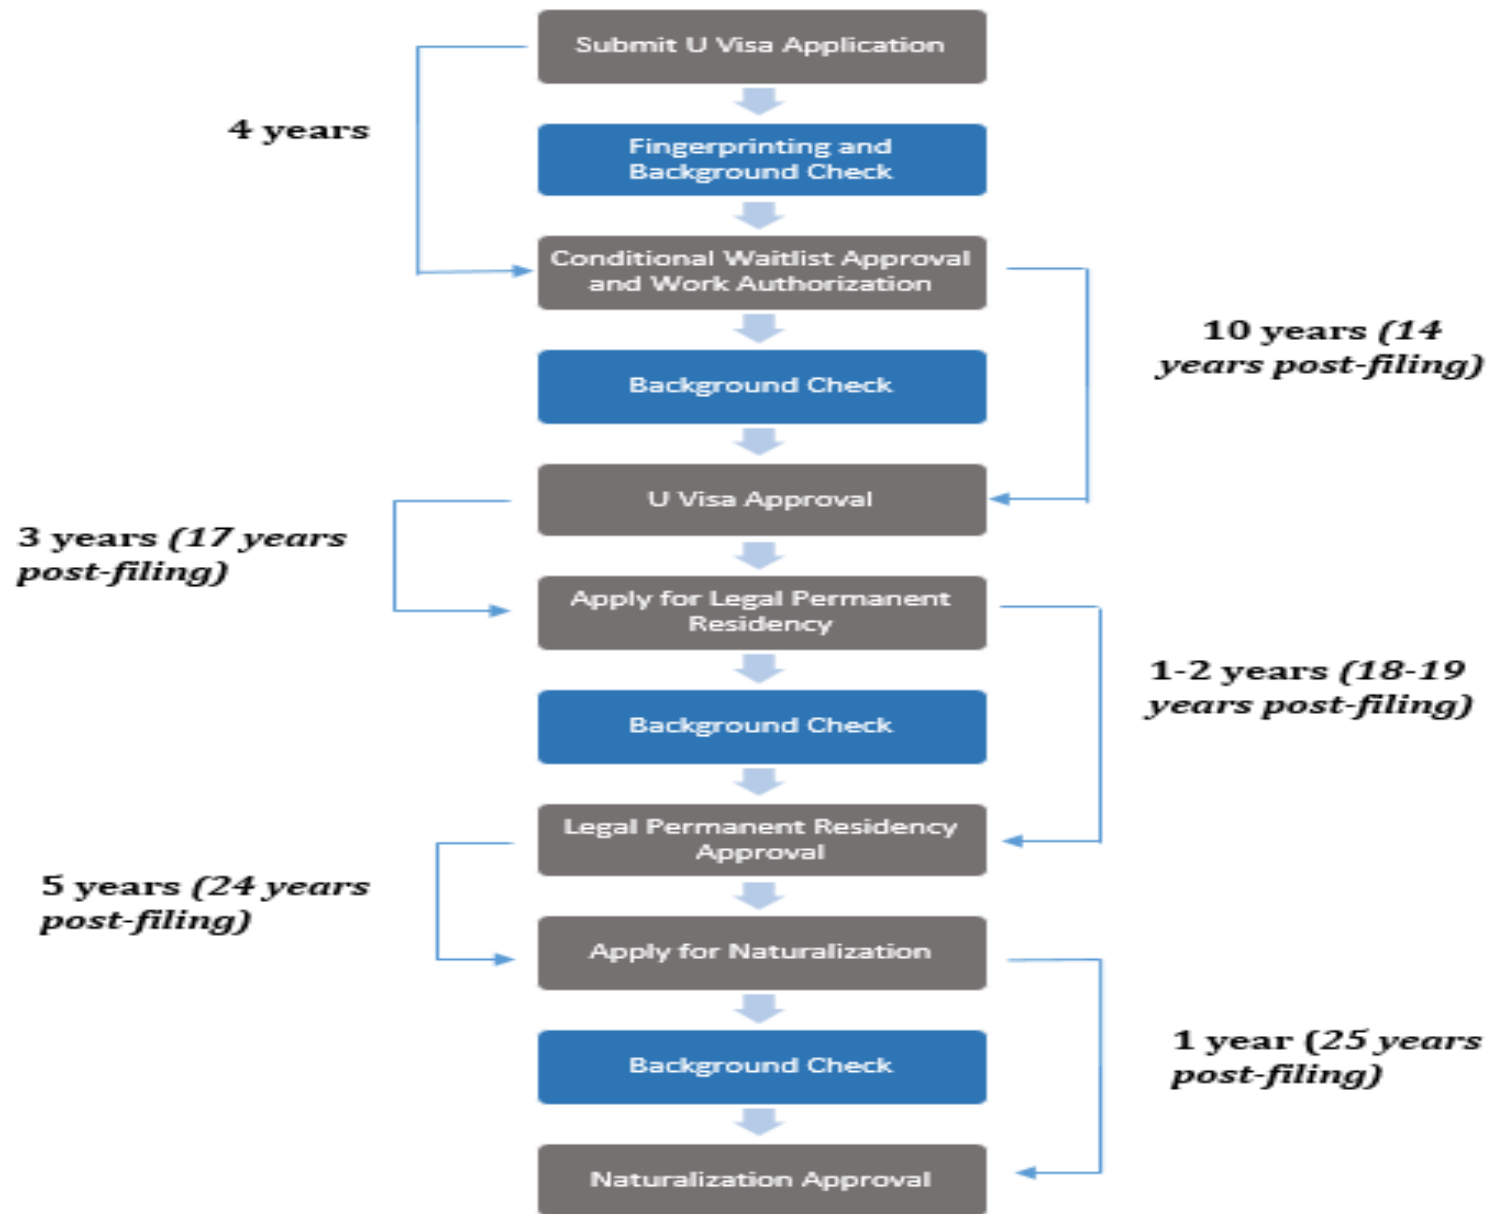 Submit U Visa Application
4 years
Fingerprinting and
Background Check
Conditional Waitlist Approval
and Work Authorization
10 years (14
years post-filing)
Background Check
U Visa Approval
3 years (17 years
post-filing)
Apply for Legal Permanent
Residency
1-2 years (18-19
years post-filing)
Background Check
Legal Permanent Residency
Approval
5 years (24 years
post-filing)
Apply for Naturalization
1 year (25 years
post-filing)
Background Check
Naturalization Approval